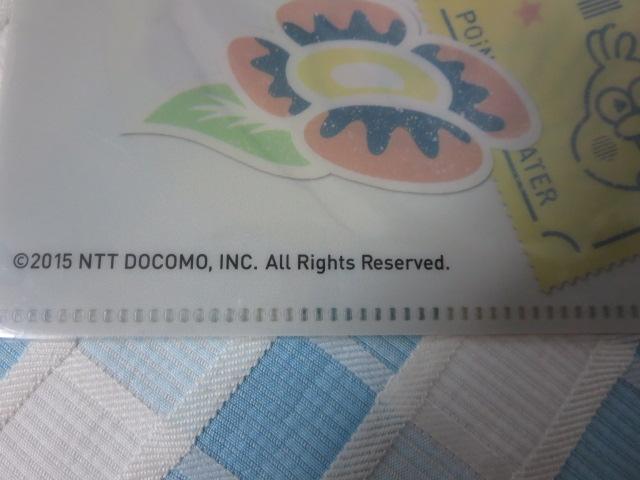 POiN
ATER
©2015 NTT DOCOMO, INC. All Rights Reserved.